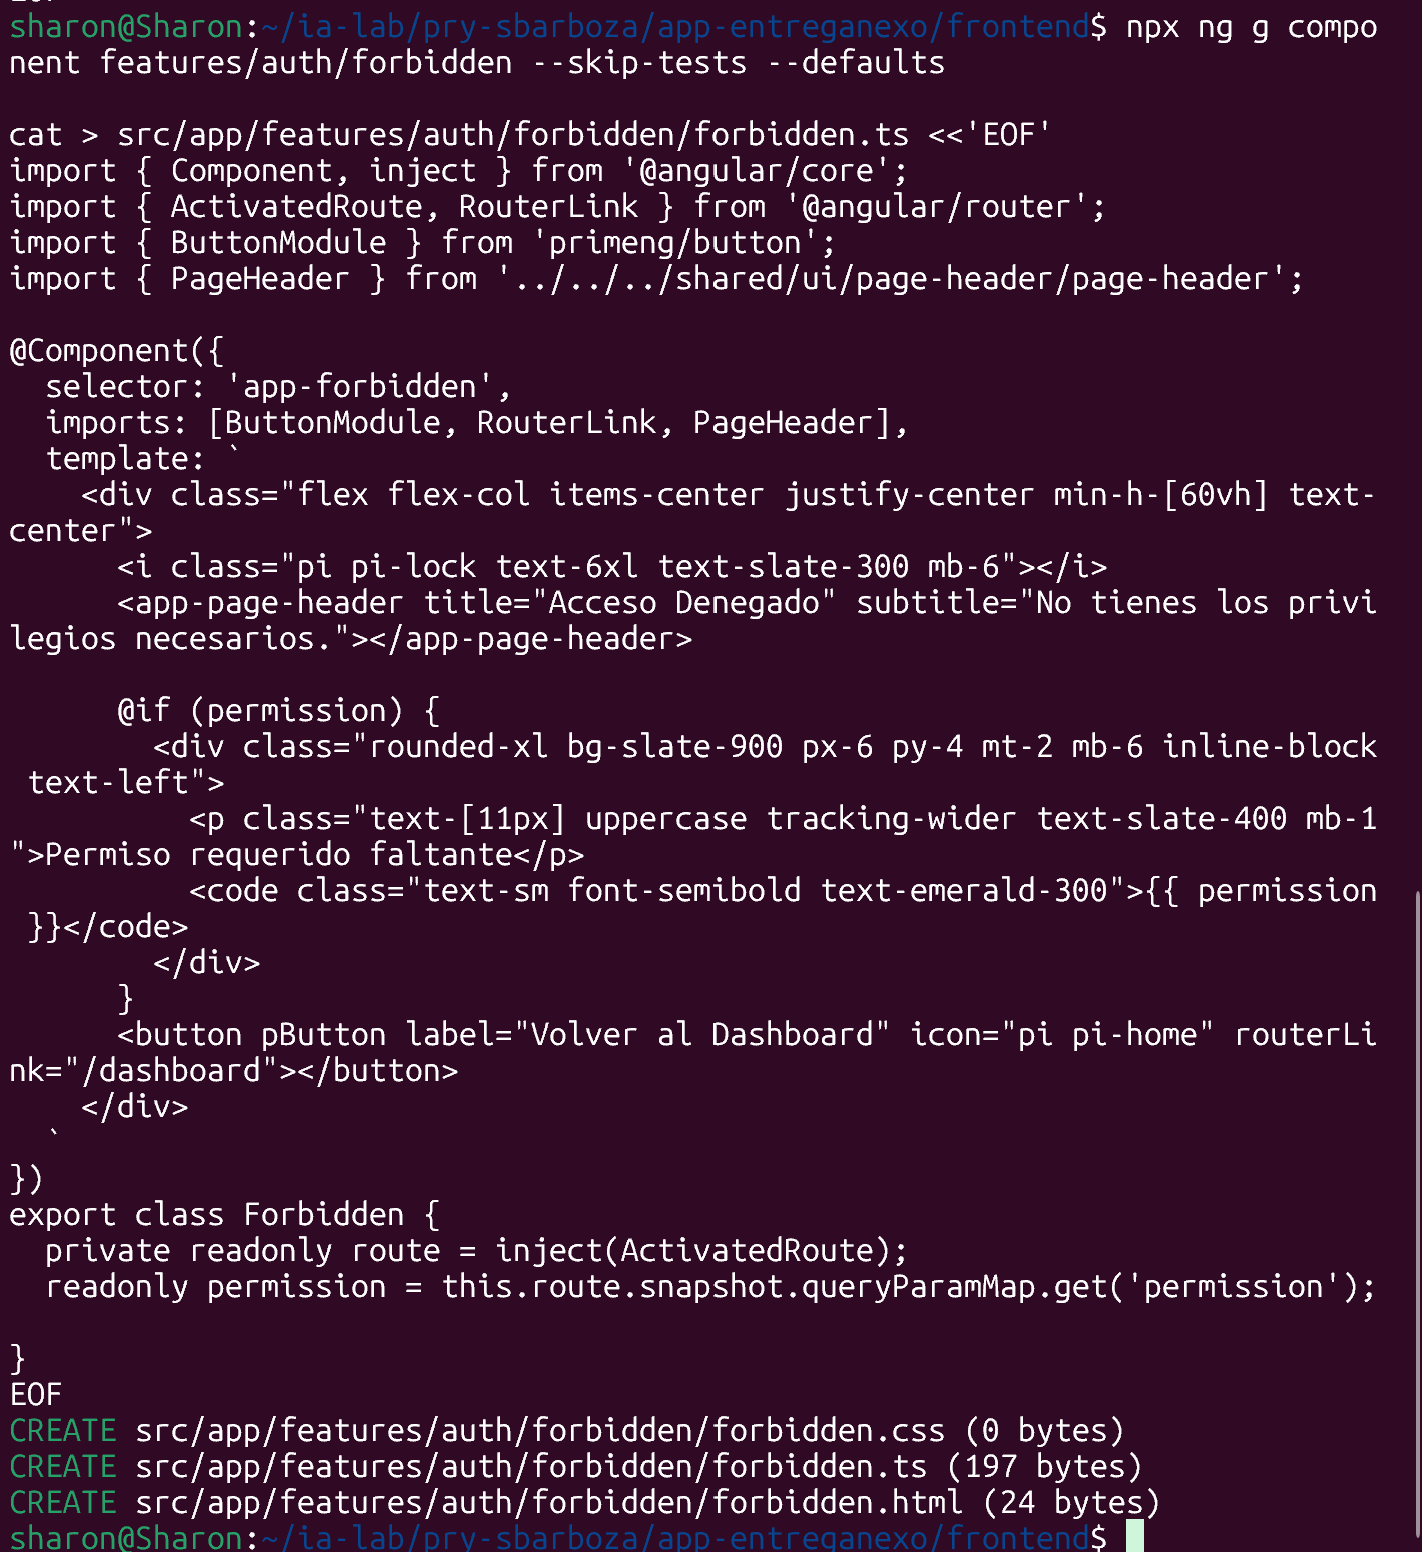 sharon@Sharon:~/ia-lab/pry-sbarboza/app-entreganexo/frontend$ npx ng g compo
nent features/auth/forbidden --skip-tests --defaults

cat > src/app/features/auth/forbidden/forbidden.ts <<'EOF'
import { Component, inject } from '@angular/core';
import { ActivatedRoute, RouterLink } from '@angular/router';
import { ButtonModule } from 'primeng/button';
import { PageHeader } from '../../../shared/ui/page-header/page-header';

@Component({
  selector: 'app-forbidden',
  imports: [ButtonModule, RouterLink, PageHeader],
  template: `
    <div class="flex flex-col items-center justify-center min-h-[60vh] text-
center">
      <i class="pi pi-lock text-6xl text-slate-300 mb-6"></i>
      <app-page-header title="Acceso Denegado" subtitle="No tienes los privi
legios necesarios."></app-page-header>

      @if (permission) {
        <div class="rounded-xl bg-slate-900 px-6 py-4 mt-2 mb-6 inline-block
 text-left">
          <p class="text-[11px] uppercase tracking-wider text-slate-400 mb-1
">Permiso requerido faltante</p>
          <code class="text-sm font-semibold text-emerald-300">{{ permission
 }}</code>
        </div>
      }
      <button pButton label="Volver al Dashboard" icon="pi pi-home" routerLi
nk="/dashboard"></button>
    </div>
  `
})
export class Forbidden {
  private readonly route = inject(ActivatedRoute);
  readonly permission = this.route.snapshot.queryParamMap.get('permission');

}
EOF
CREATE src/app/features/auth/forbidden/forbidden.css (0 bytes)
CREATE src/app/features/auth/forbidden/forbidden.ts (197 bytes)
CREATE src/app/features/auth/forbidden/forbidden.html (24 bytes)
sharon@Sharon:~/ia-lab/pry-sbarboza/app-entreganexo/frontend$